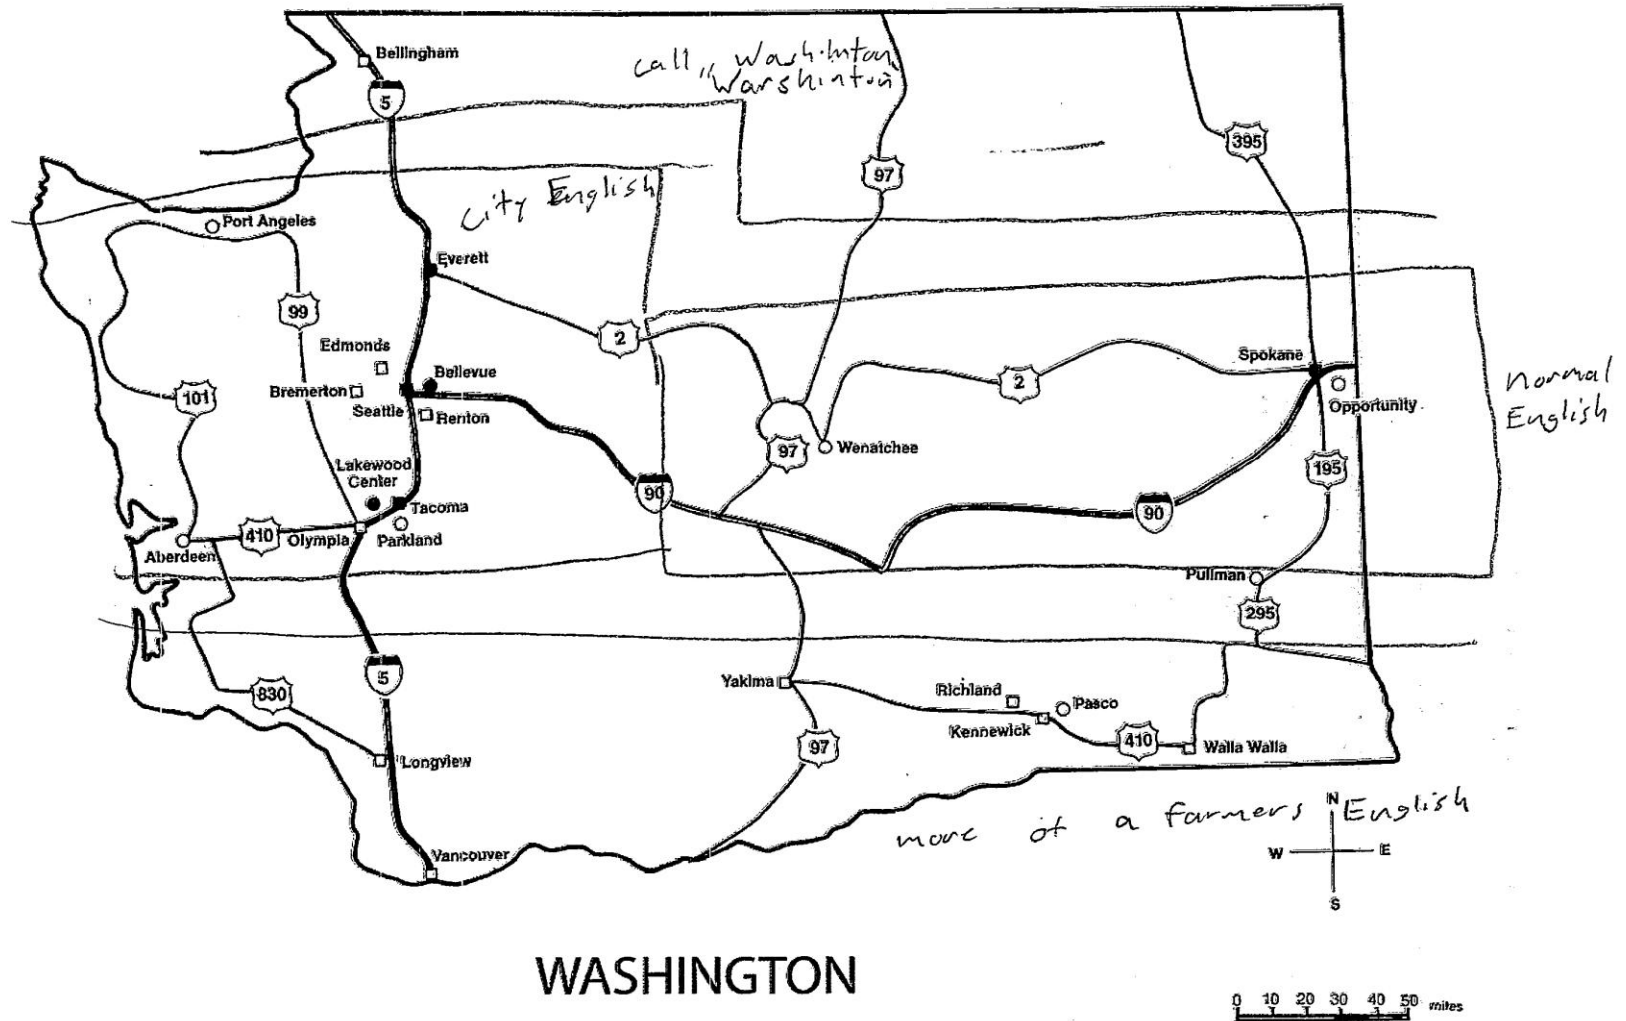 Bellingham
5
call "Washinton
"Warshinton
395
97
City English
Port Angeles
Everett
99
2
Edmonds
Bellevue
Bremerton
Seattle
Renton
101
Spokane
2
Opportunity
Normal
English
97
Wenatchee
195
Lakewood
Center
90
Tacoma
90
410
Olympia
Parkland
Aberdeen
Pullman
295
5
830
Yakima
Richland
Pasco
Kennewick
97
410
Walla Walla
Longview
more of a farmers English
N
W
E
S
Vancouver
WASHINGTON
0 10 20 30 40 50 miles